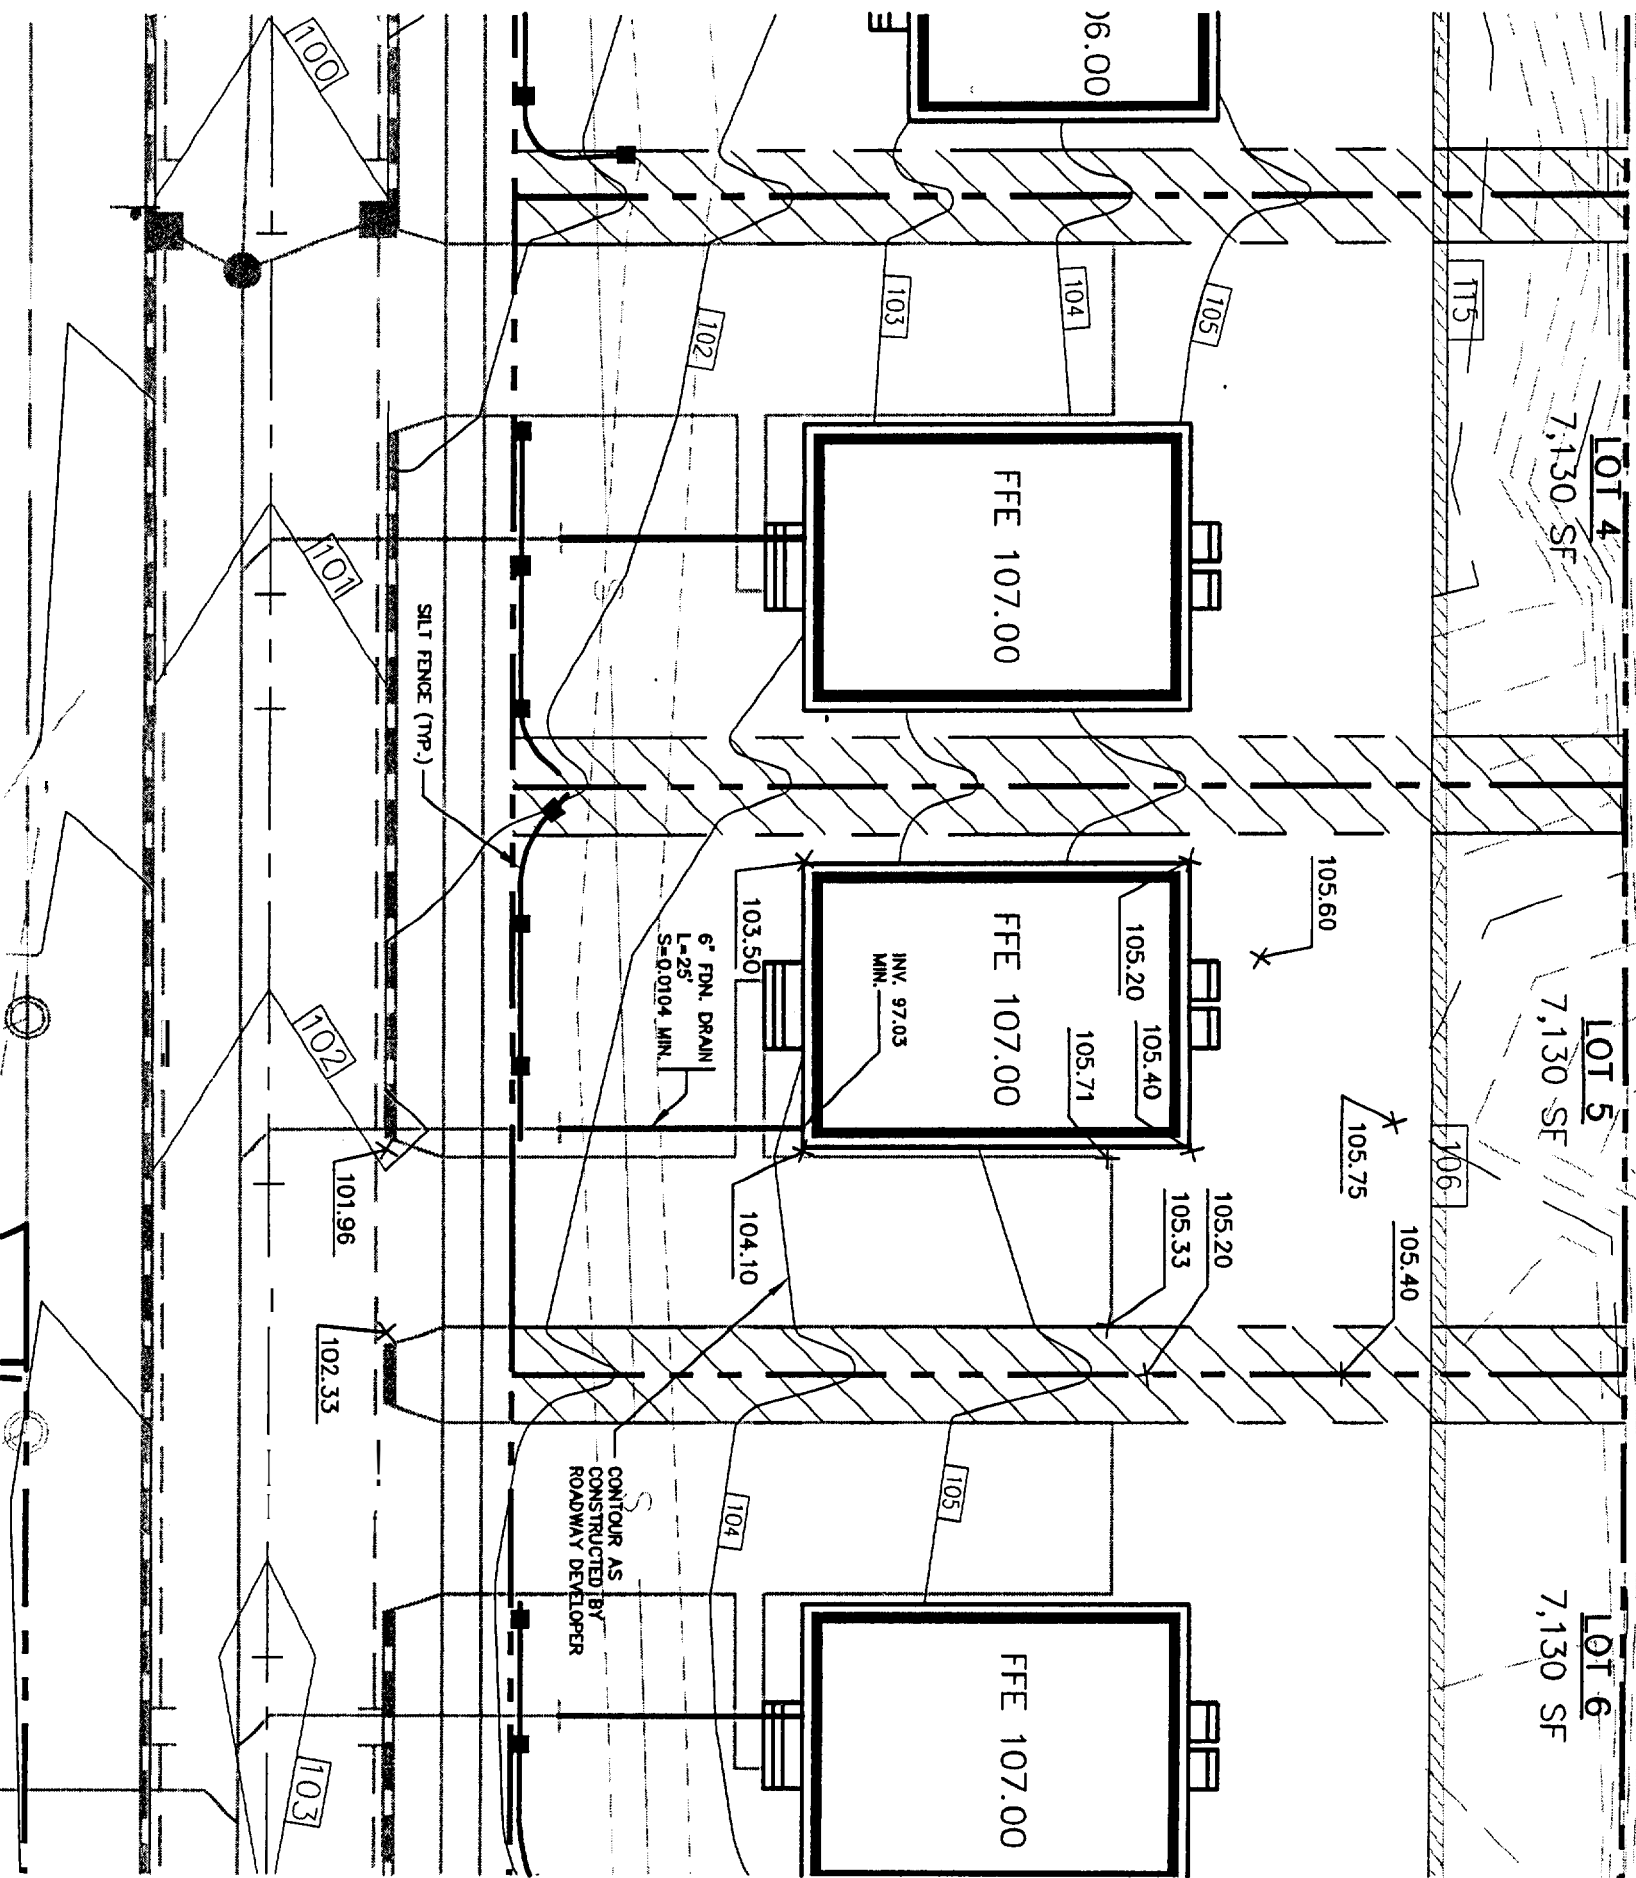 LOT 4
7,130 SF
LOT 5
7,130 SF
LOT 6
7,130 SF
115
106
105.60
105.75
105.40
105.20
105.33
06.00
103
104
105
102
FFE 107.00
FFE 107.00
105.20
105.40
105.71
INV. 97.03
MIN.
FFE 107.00
103.50
6" FDN. DRAIN
L=25'
S=0.0104 MIN.
104.10
105
104
CONTOUR AS
CONSTRUCTED BY
ROADWAY DEVELOPER
S
S
SILT FENCE (TYP.)
100
101
102
103
101.96
102.33